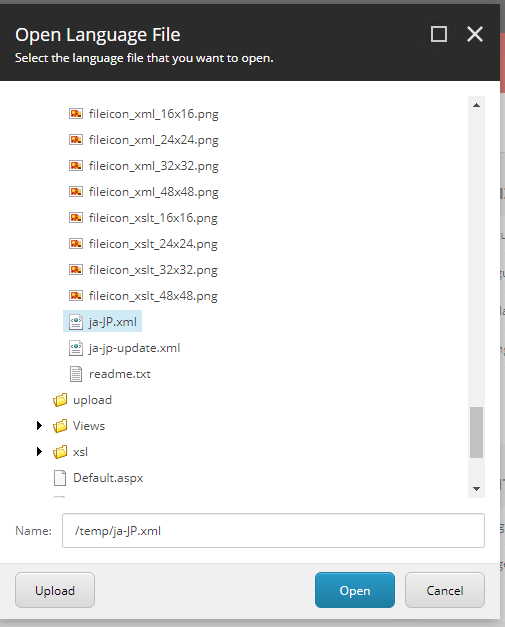 Open Language File
Select the language file that you want to open.
fileicon_xml_16x16.png
fileicon_xml_24x24.png
fileicon_xml_32x32.png
fileicon_xml_48x48.png
fileicon_xslt_16x16.png
fileicon_xslt_24x24.png
fileicon_xslt_32x32.png
fileicon_xslt_48x48.png
ja-JP.xml
ja-jp-update.xml
readme.txt
upload
Views
xsl
Default.aspx
Name: /temp/ja-JP.xml
Upload Open Cancel